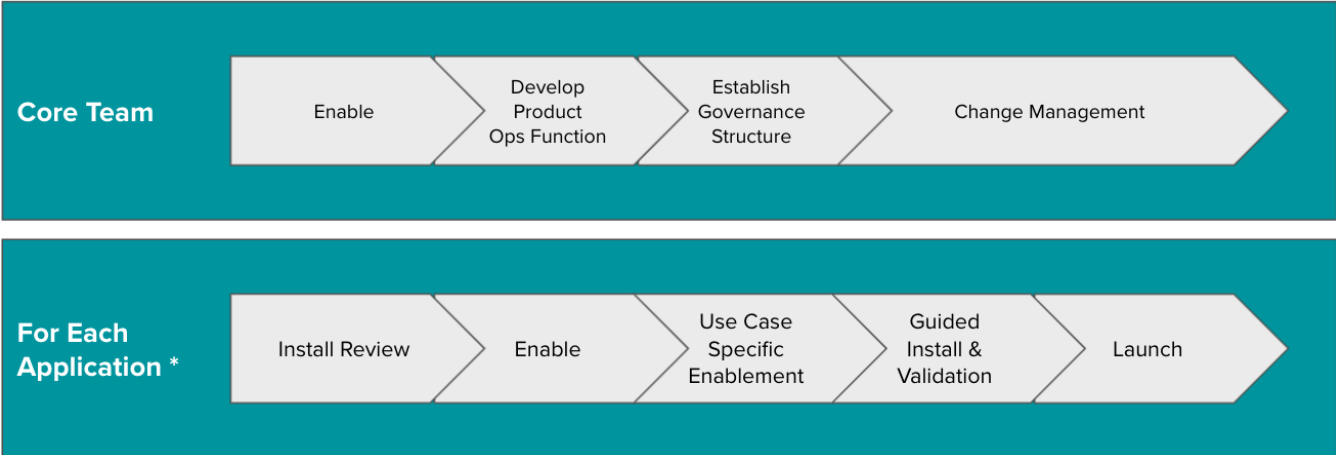 Core Team
Enable
Develop
Product
Ops Function
Establish
Governance
Structure
Change Management
For Each
Application *
Install Review
Enable
Use Case
Specific
Enablement
Guided
Install &
Validation
Launch